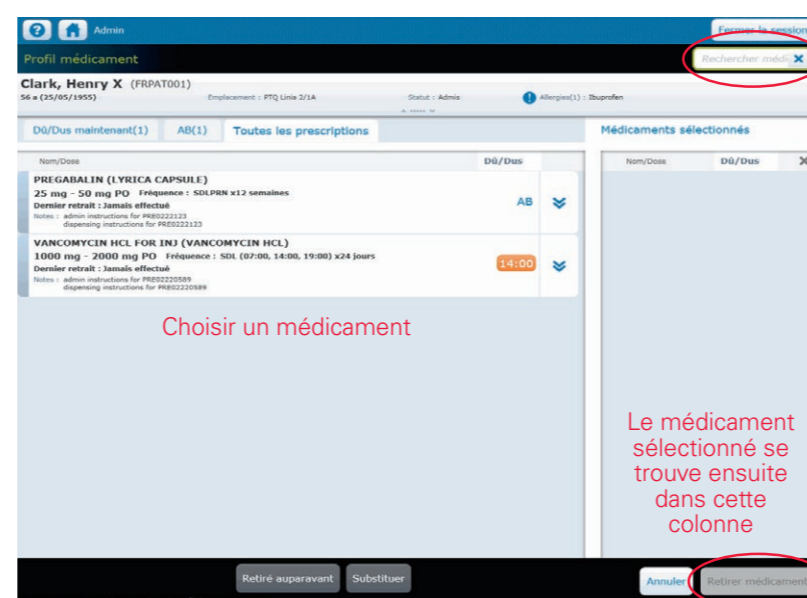 Admin
Fermer la session
Profil médicament
Rechercher médi
Clark, Henry X (FRPAT001)
56 a (25/05/1955) Emplacement : PTQ Linia 2/1A Statut : Admis Allergies(1) : Ibuprofen
Dû/Dus maintenant(1) AB(1) Toutes les prescriptions Médicaments sélectionnés
Nom/Dose Dû/Dus Nom/Dose Dû/Dus
PREGABALIN (LYRICA CAPSULE)
25 mg - 50 mg PO Fréquence : SDLPRN x12 semaines
AB
Dernier retrait : Jamais effectué
Notes : admin instructions for PRE0222123
dispensing instructions for PRE0222123
VANCOMYCIN HCL FOR INJ (VANCOMYCIN HCL)
1000 mg - 2000 mg PO Fréquence : SDL (07:00, 14:00, 19:00) x24 jours
14:00
Dernier retrait : Jamais effectué
Notes : admin instructions for PRE02220589
dispensing instructions for PRE02220589
Choisir un médicament
Le médicament
sélectionné se
trouve ensuite
dans cette
colonne
Retiré auparavant Substituer Annuler Retirer médicament